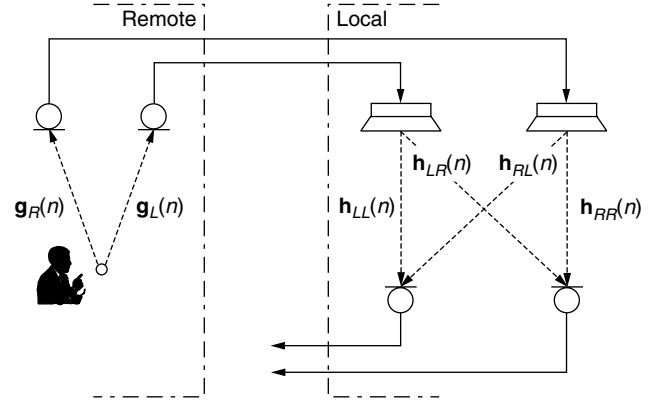 Remote
Local
h_LR(n) h_RL(n)
g_R(n) g_L(n) h_LL(n) h_RR(n)